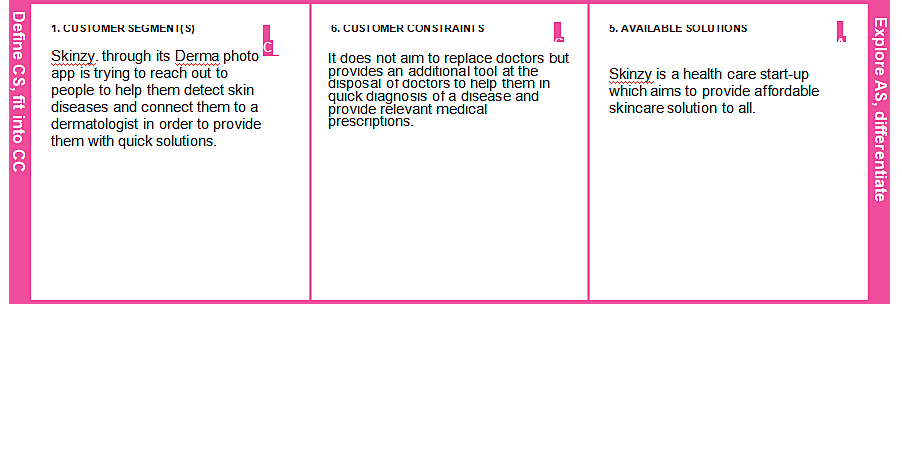 Define CS, fit into CC
1. CUSTOMER SEGMENT(S)
C
Skinzy. through its Derma photo
app is trying to reach out to
people to help them detect skin
diseases and connect them to a
dermatologist in order to provide
them with quick solutions.
6. CUSTOMER CONSTRAINTS
It does not aim to replace doctors but
provides an additional tool at the
disposal of doctors to help them in
quick diagnosis of a disease and
provide relevant medical
prescriptions.
5. AVAILABLE SOLUTIONS
Skinzy is a health care start-up
which aims to provide affordable
skincare solution to all.
Explore AS, differentiate